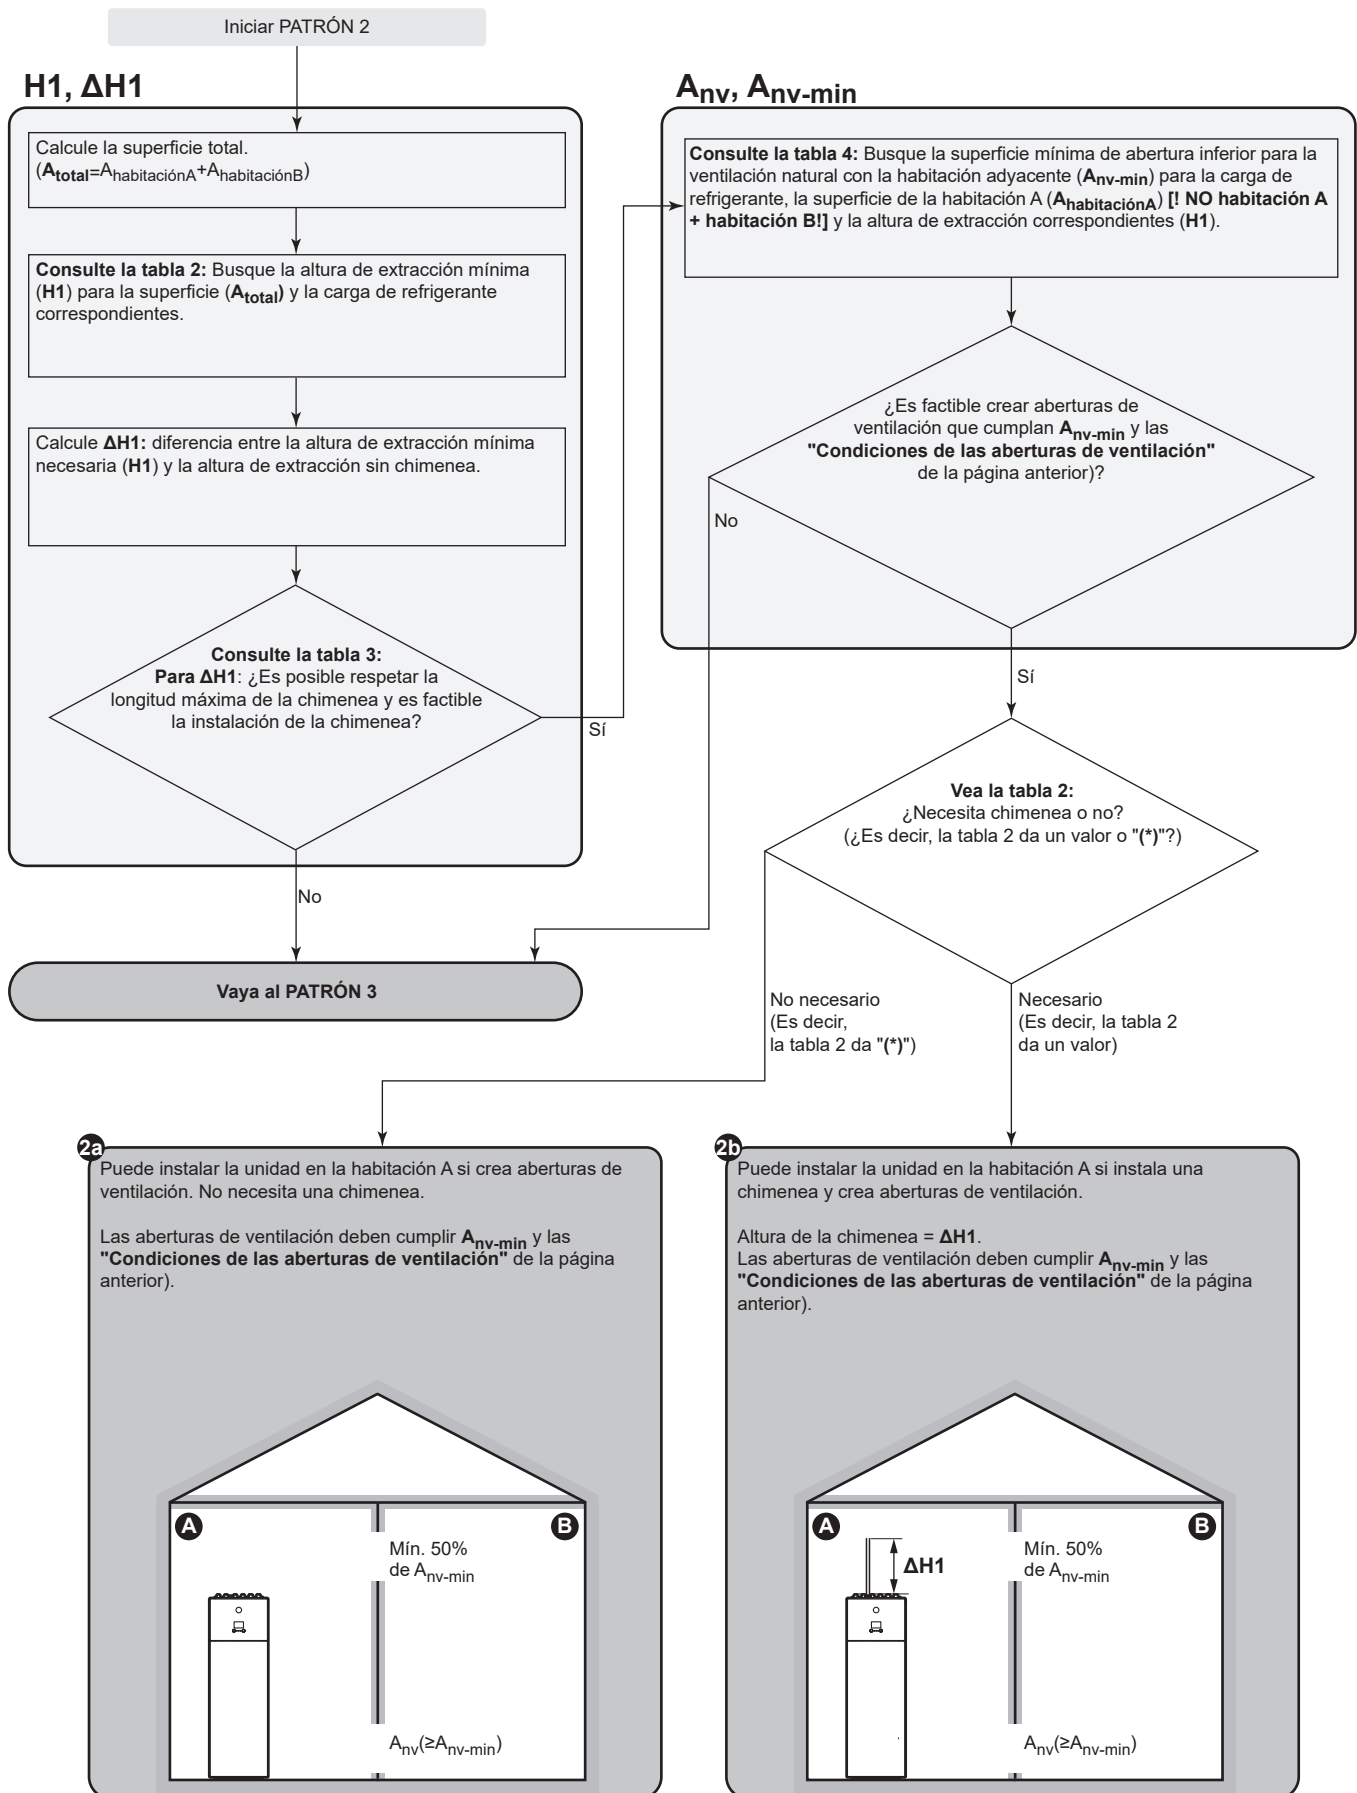 Iniciar PATRÓN 2
H1, ΔH1
Calcule la superficie total.
(Atotal=AhabitaciónA+AhabitaciónB)
Consulte la tabla 2: Busque la altura de extracción mínima
(H1) para la superficie (Atotal) y la carga de refrigerante
correspondientes.
Calcule ΔH1: diferencia entre la altura de extracción mínima
necesaria (H1) y la altura de extracción sin chimenea.
Consulte la tabla 3:
Para ΔH1: ¿Es posible respetar la
longitud máxima de la chimenea y es factible
la instalación de la chimenea?
Sí
No
Vaya al PATRÓN 3
Anv, Anv-min
Consulte la tabla 4: Busque la superficie mínima de abertura inferior para la
ventilación natural con la habitación adyacente (Anv-min) para la carga de
refrigerante, la superficie de la habitación A (AhabitaciónA) [! NO habitación A
+ habitación B!] y la altura de extracción correspondientes (H1).
¿Es factible crear aberturas de
ventilación que cumplan Anv-min y las
"Condiciones de las aberturas de ventilación"
de la página anterior)?
No
Sí
Vea la tabla 2:
¿Necesita chimenea o no?
(¿Es decir, la tabla 2 da un valor o "(*)"?)
No necesario
(Es decir,
la tabla 2 da "(*)")
Necesario
(Es decir, la tabla 2
da un valor)
2a
Puede instalar la unidad en la habitación A si crea aberturas de
ventilación. No necesita una chimenea.
Las aberturas de ventilación deben cumplir Anv-min y las
"Condiciones de las aberturas de ventilación" de la página
anterior).
A
B
Mín. 50%
de Anv-min
Anv(≥Anv-min)
2b
Puede instalar la unidad en la habitación A si instala una
chimenea y crea aberturas de ventilación.
Altura de la chimenea = ΔH1.
Las aberturas de ventilación deben cumplir Anv-min y las
"Condiciones de las aberturas de ventilación" de la página
anterior).
A
B
ΔH1
Mín. 50%
de Anv-min
Anv(≥Anv-min)